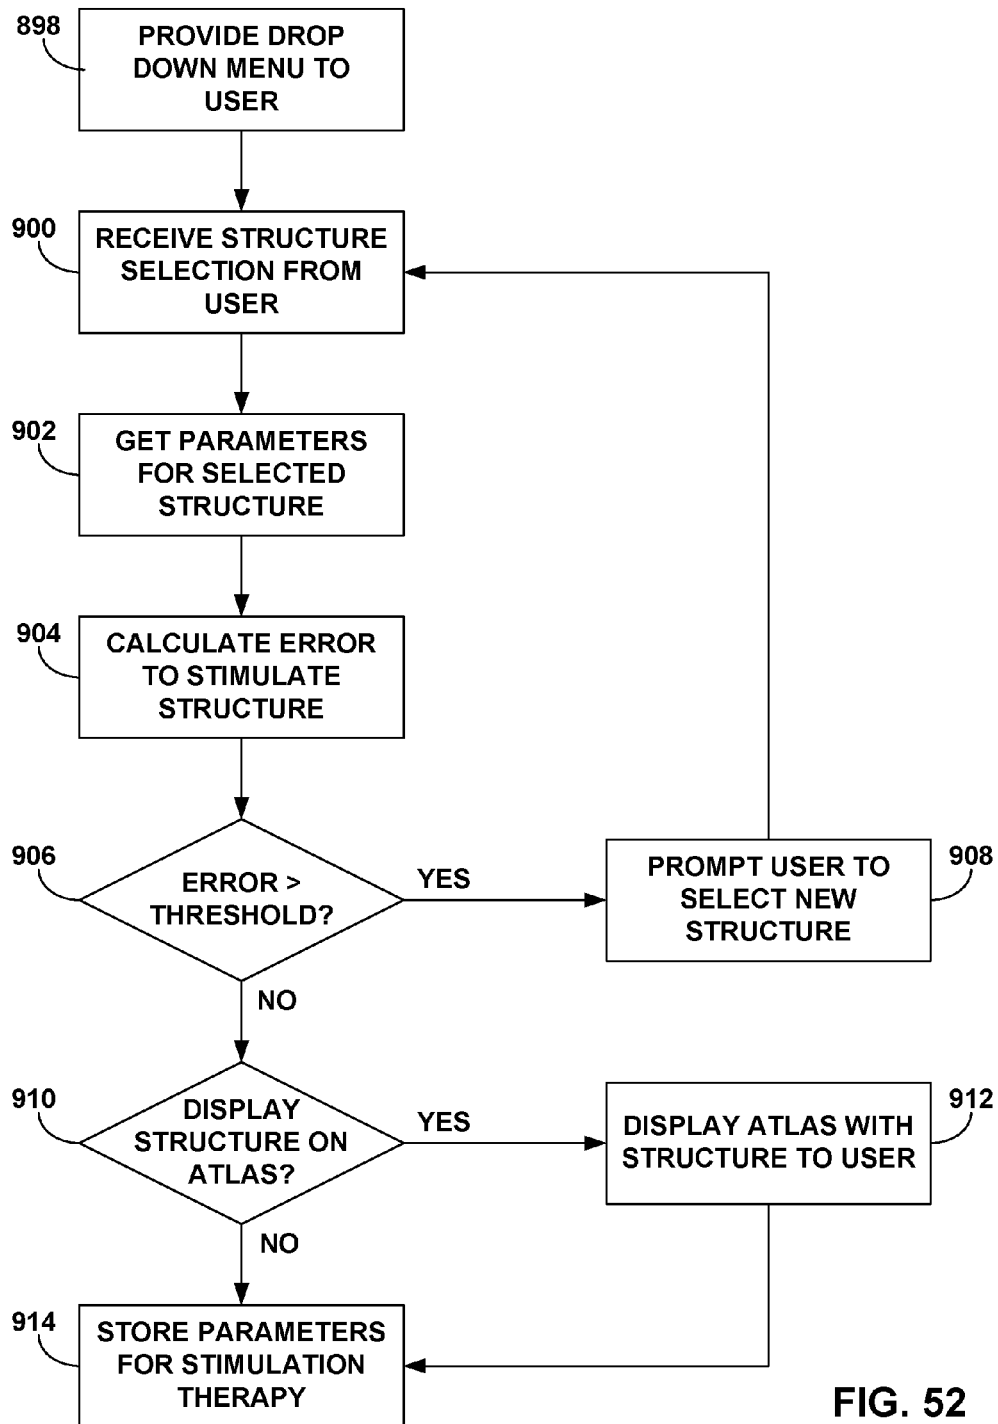 898
PROVIDE DROP
DOWN MENU TO
USER
900
RECEIVE STRUCTURE
SELECTION FROM
USER
902
GET PARAMETERS
FOR SELECTED
STRUCTURE
904
CALCULATE ERROR
TO STIMULATE
STRUCTURE
906
ERROR >
THRESHOLD?
YES
PROMPT USER TO
SELECT NEW
STRUCTURE
908
NO
910
DISPLAY
STRUCTURE ON
ATLAS?
YES
DISPLAY ATLAS WITH
STRUCTURE TO USER
912
NO
914
STORE PARAMETERS
FOR STIMULATION
THERAPY
FIG. 52